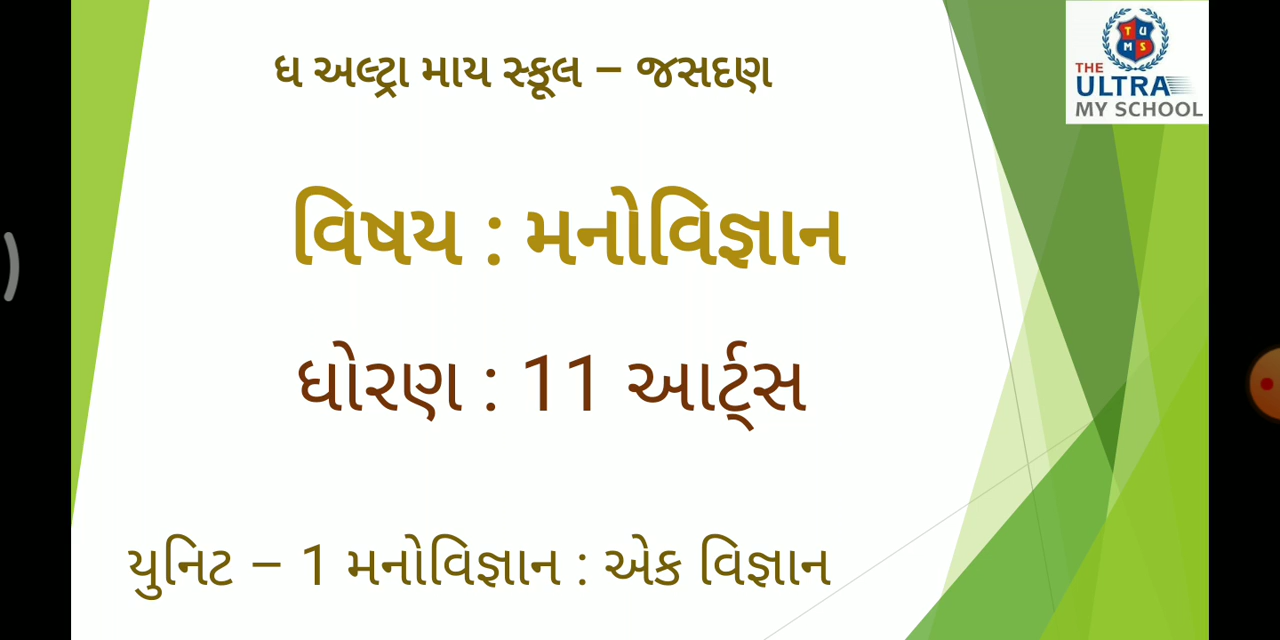 ધ અલ્ટ્રા માય સ્કૂલ – જસદણ
T U
M S
THE
ULTRA
MY SCHOOL
વિષય : મનોવિજ્ઞાન
ધોરણ : 11 આર્ટ્સ
યુનિટ – 1 મનોવિજ્ઞાન : એક વિજ્ઞાન